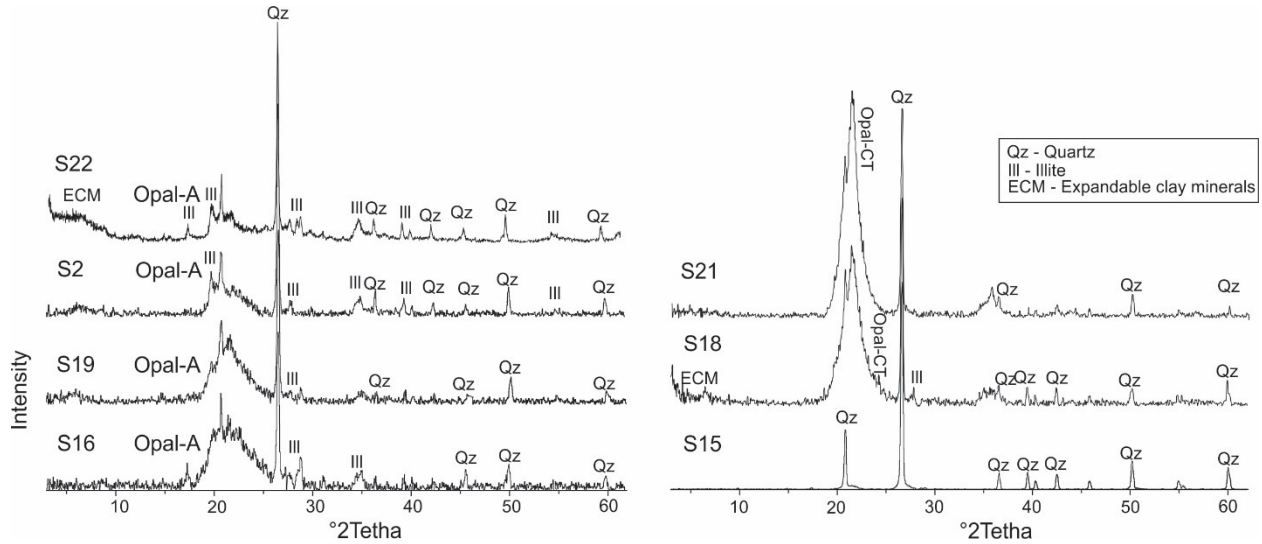 Qz
S22
ECM
Opal-A
Ill
Ill
Ill
Ill
Qz
Ill
Qz
Qz
Qz
Ill
Qz
S2
Opal-A
Ill
Ill
Ill
Qz
Ill
Qz
Qz
Qz
Ill
Qz
S19
Opal-A
Ill
Qz
Qz
Qz
Qz
S16
Opal-A
Ill
Ill
Qz
Qz
Qz
Intensity
10 20 30 40 50 60
°2Tetha
Qz
Opal-CT
Qz - Quartz
Ill - Illite
ECM - Expandable clay minerals
S21
Qz
Qz
Qz
S18
Opal-CT
ECM
Ill
Qz
Qz
Qz
Qz
Qz
S15
Qz
Qz
Qz
Qz
Qz
Qz
10 20 30 40 50 60
°2Tetha